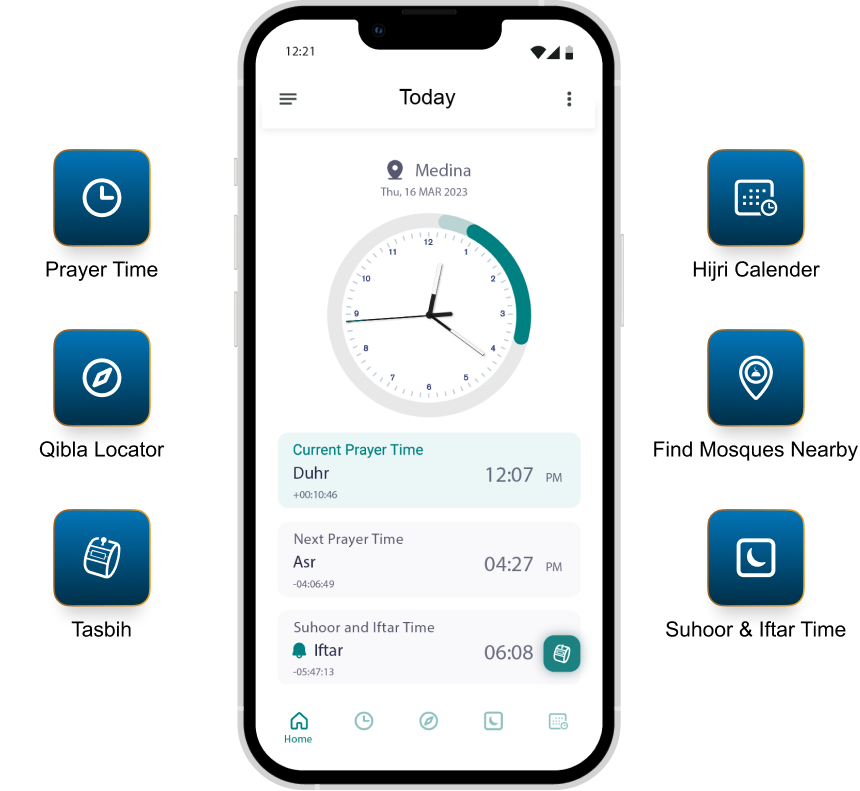 12:21
Today
Medina
Thu, 16 MAR 2023
12
1
2
3
4
5
6
7
8
9
10
11
Current Prayer Time
Duhr 12:07 PM
+00:10:46
Next Prayer Time
Asr 04:27 PM
-04:06:49
Suhoor and Iftar Time
Iftar 06:08
-05:47:13
Home
Prayer Time
Qibla Locator
Tasbih
Hijri Calender
Find Mosques Nearby
Suhoor & Iftar Time